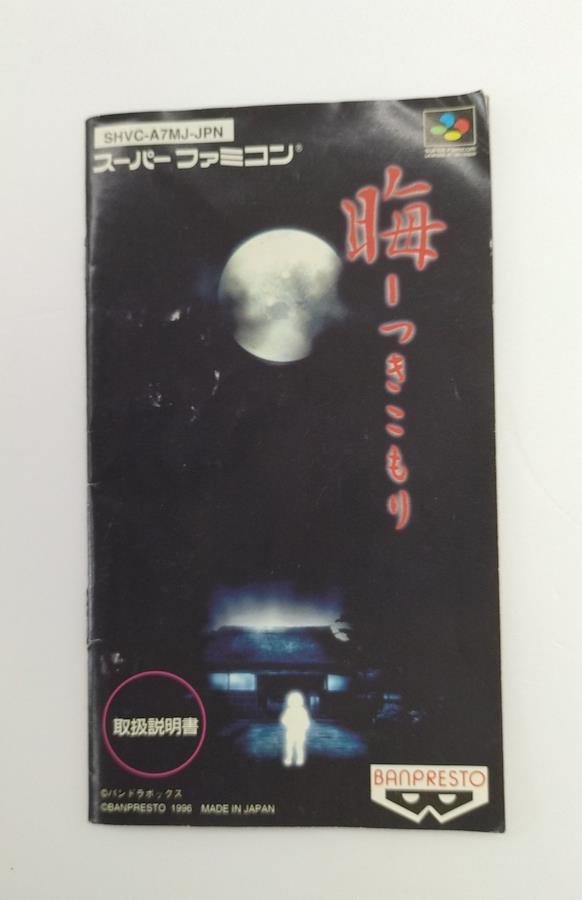 SHVC-A7MJ-JPN
スーパーファミコン®
晦ーつきこもり
取扱説明書
©パンドラボックス
©BANPRESTO 1996 MADE IN JAPAN
BANPRESTO